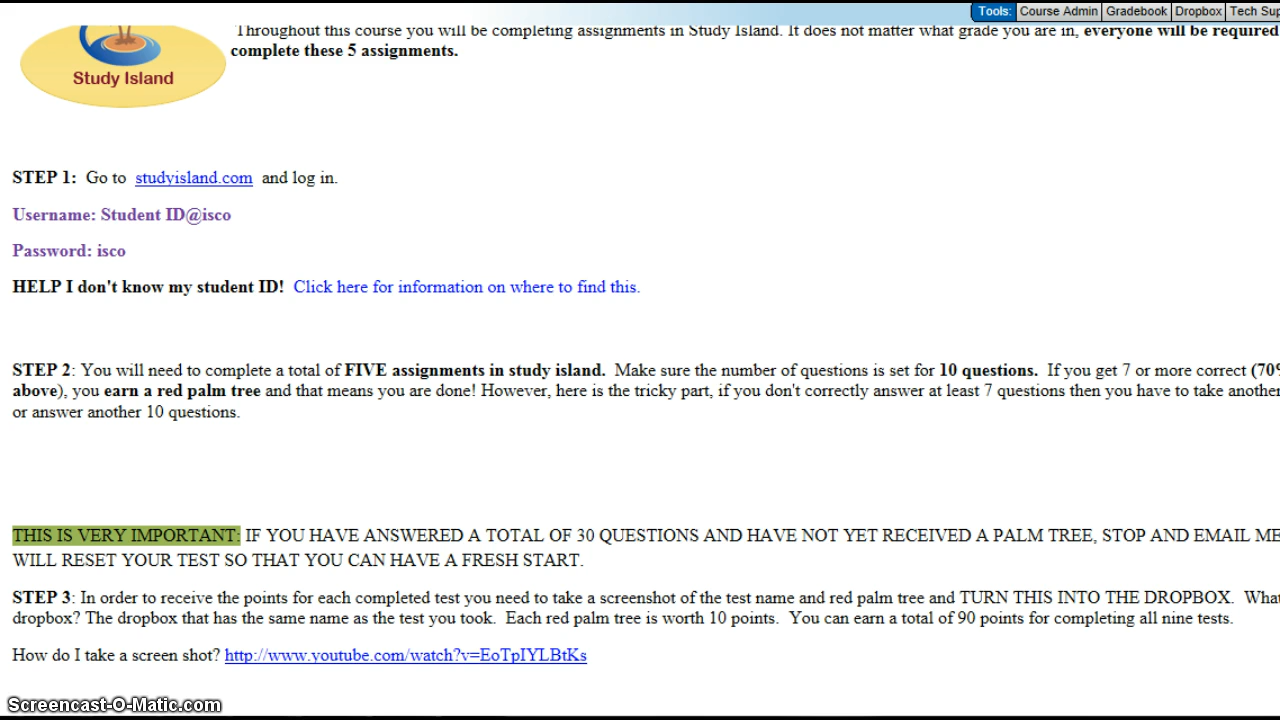 Tools: Course Admin Gradebook Dropbox Tech Sup
Throughout this course you will be completing assignments in Study Island. It does not matter what grade you are in, everyone will be required
complete these 5 assignments.
Study Island
STEP 1: Go to studyisland.com and log in.
Username: Student ID@isco
Password: isco
HELP I don't know my student ID! Click here for information on where to find this.
STEP 2: You will need to complete a total of FIVE assignments in study island. Make sure the number of questions is set for 10 questions. If you get 7 or more correct (70%
above), you earn a red palm tree and that means you are done! However, here is the tricky part, if you don't correctly answer at least 7 questions then you have to take another
or answer another 10 questions.
THIS IS VERY IMPORTANT: IF YOU HAVE ANSWERED A TOTAL OF 30 QUESTIONS AND HAVE NOT YET RECEIVED A PALM TREE, STOP AND EMAIL ME
WILL RESET YOUR TEST SO THAT YOU CAN HAVE A FRESH START.
STEP 3: In order to receive the points for each completed test you need to take a screenshot of the test name and red palm tree and TURN THIS INTO THE DROPBOX. What
dropbox? The dropbox that has the same name as the test you took. Each red palm tree is worth 10 points. You can earn a total of 90 points for completing all nine tests.
How do I take a screen shot? http://www.youtube.com/watch?v=EoTpIYLBtKs
Screencast-O-Matic.com